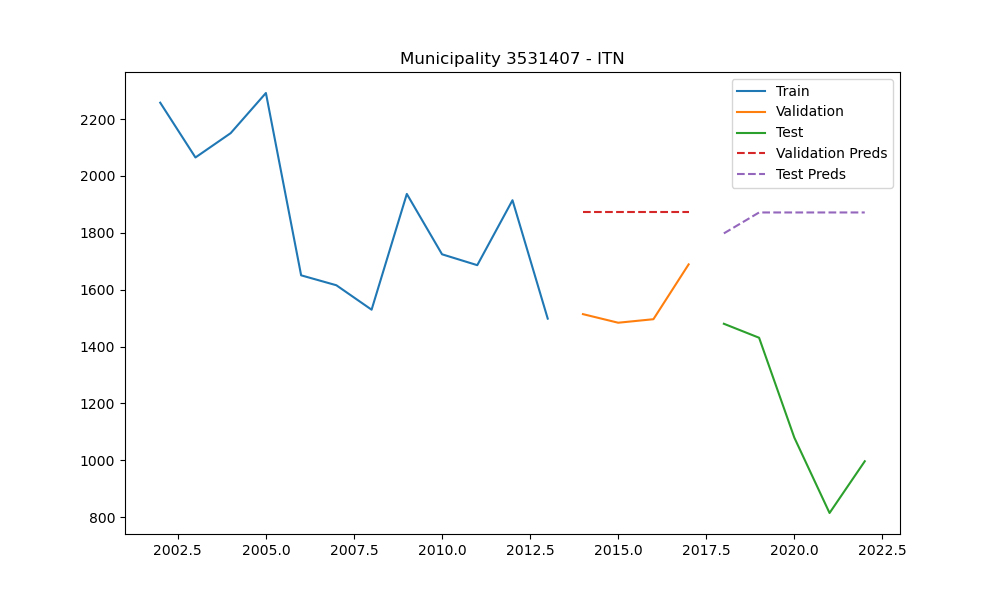 Municipality 3531407 - ITN
Train
Validation
Test
Validation Preds
Test Preds
2200
2000
1800
1600
1400
1200
1000
800
2002.5 2005.0 2007.5 2010.0 2012.5 2015.0 2017.5 2020.0 2022.5